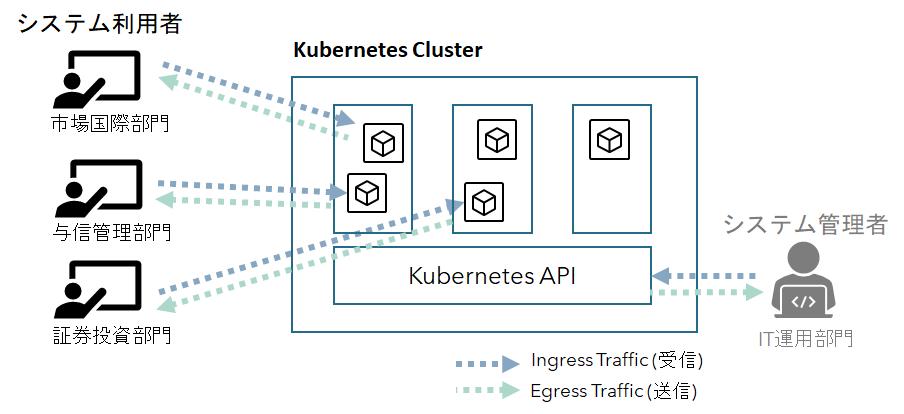 システム利用者
Kubernetes Cluster
市場国際部門
与信管理部門
証券投資部門
Kubernetes API
システム管理者
</>
IT運用部門
Ingress Traffic (受信)
Egress Traffic (送信)